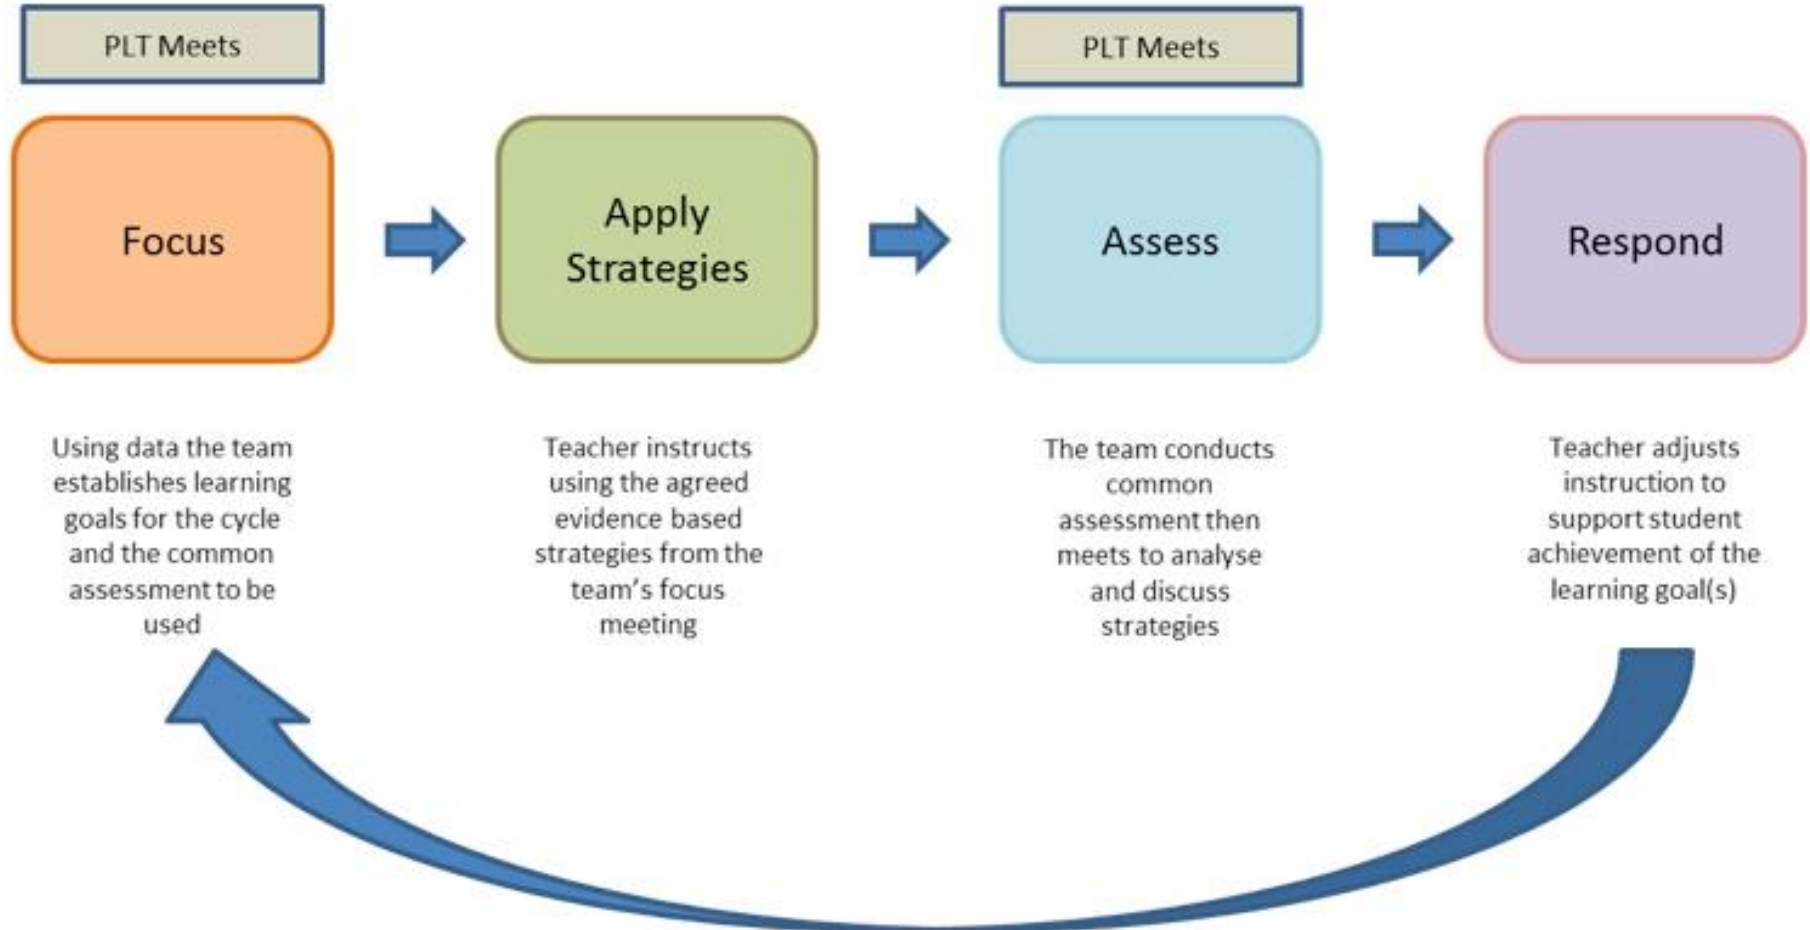 PLT Meets
PLT Meets
Focus
Apply
Strategies
Assess
Respond
Using data the team
establishes learning
goals for the cycle
and the common
assessment to be
used
Teacher instructs
using the agreed
evidence based
strategies from the
team's focus
meeting
The team conducts
common
assessment then
meets to analyse
and discuss
strategies
Teacher adjusts
instruction to
support student
achievement of the
learning goal(s)